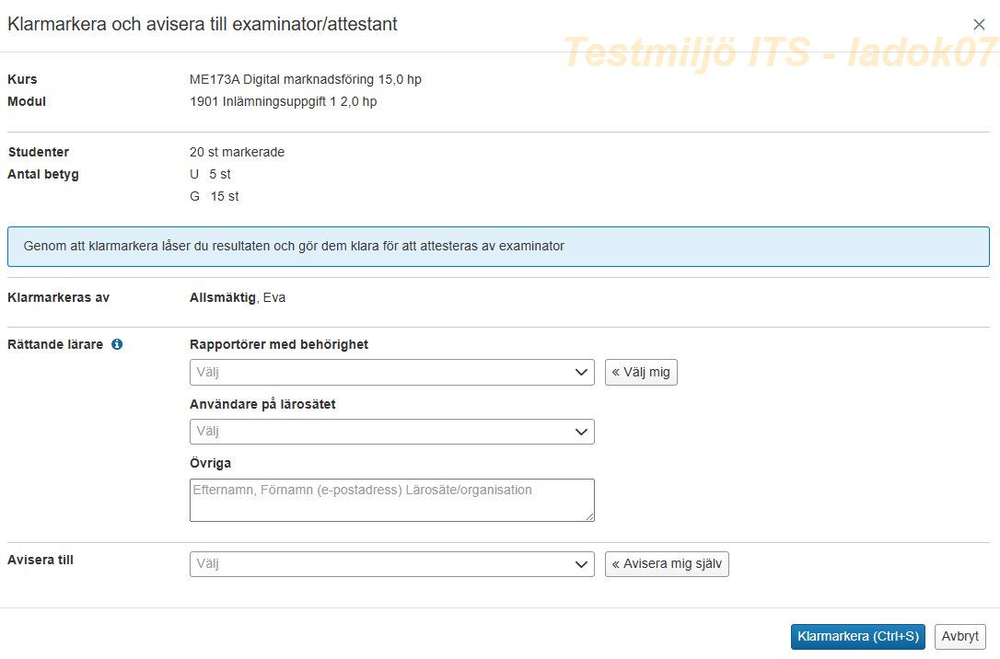 Klarmarkera och avisera till examinator/attestant
Testmiljö ITS - ladok07
Kurs ME173A Digital marknadsföring 15,0 hp
Modul 1901 Inlämningsuppgift 1 2,0 hp
Studenter 20 st markerade
Antal betyg U 5 st
G 15 st
Genom att klarmarkera låser du resultaten och gör dem klara för att attesteras av examinator
Klarmarkeras av Allsmäktig, Eva
Rättande lärare Rapportörer med behörighet
Välj « Välj mig
Användare på lärosätet
Välj
Övriga
Efternamn, Förnamn (e-postadress) Lärosäte/organisation
Avisera till Välj « Avisera mig själv
Klarmarkera (Ctrl+S) Avbryt